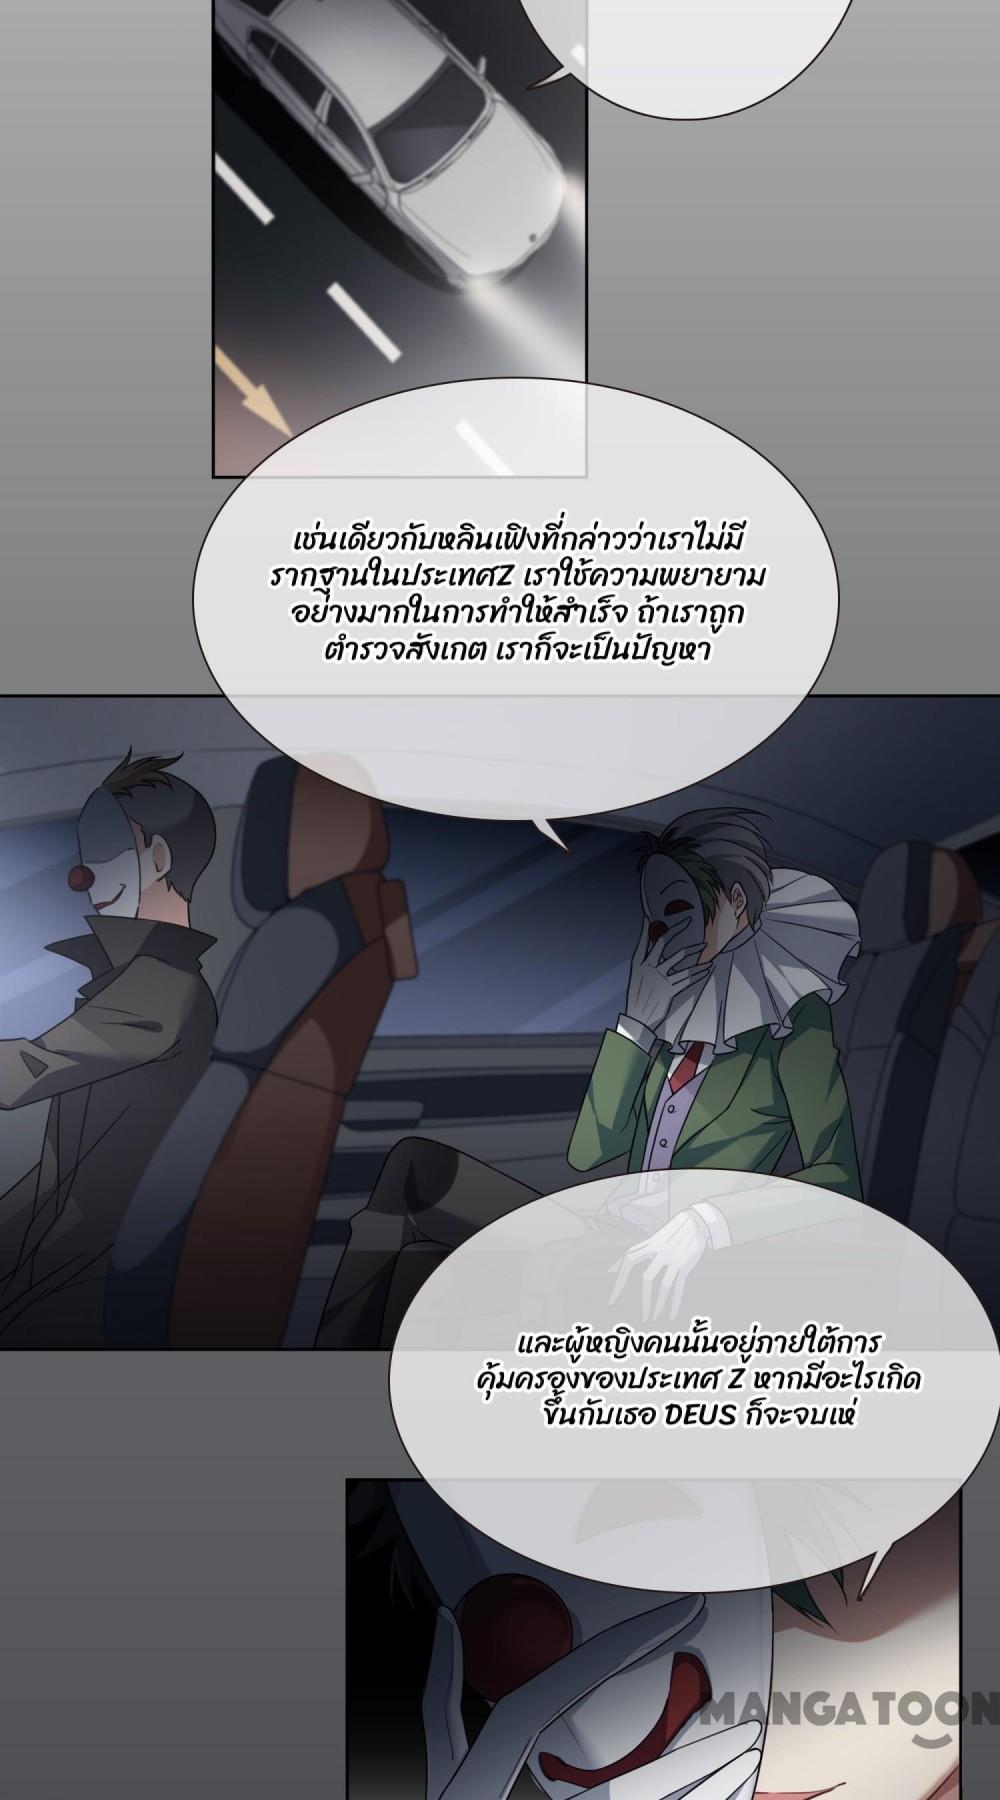 เช่นเดียวกับหลินเฟิงที่กล่าวว่าเราไม่มี
รากฐานในประเทศZ เราใช้ความพยายาม
อย่างมากในการทำให้สำเร็จ ถ้าเราถูก
ตำรวจสังเกต เราก็จะเป็นปัญหา
และผู้หญิงคนนั้นอยู่ภายใต้การ
คุ้มครองของประเทศ Z หากมีอะไรเกิด
ขึ้นกับเธอ DEUS ก็จะจบเห่
MANGATOON